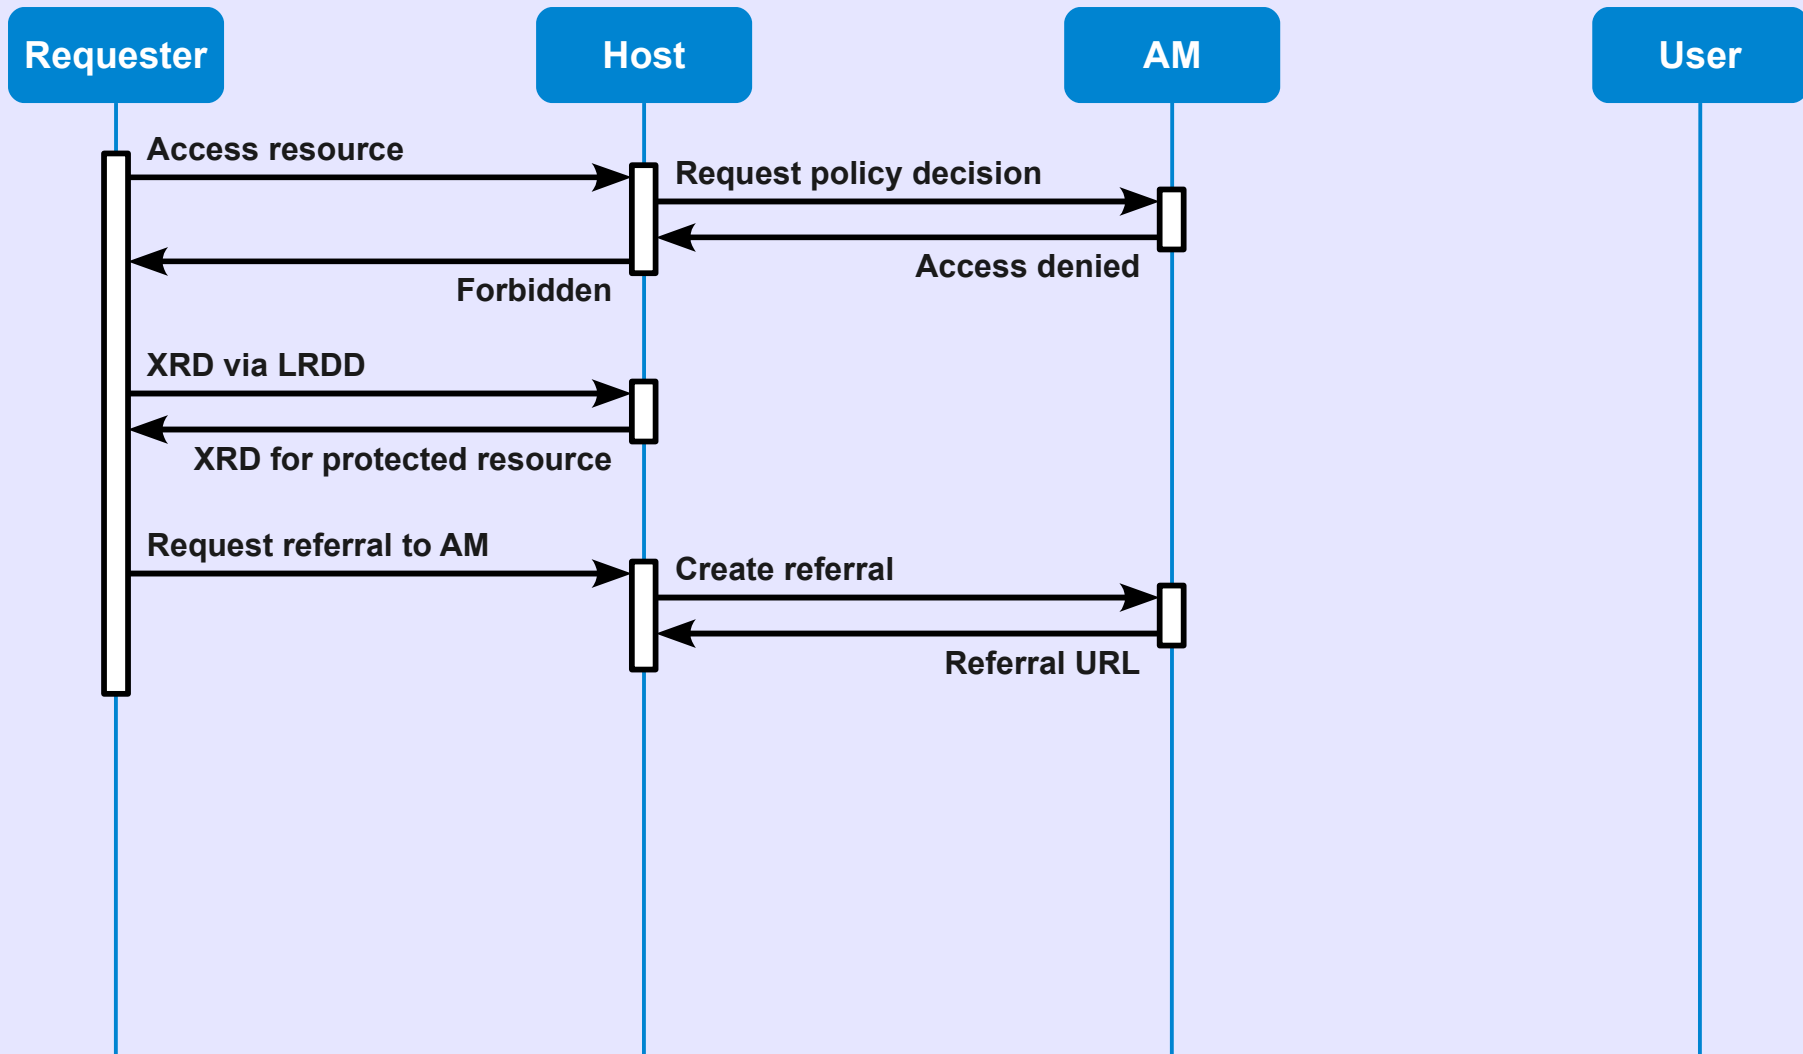 Requester
Host
AM
User
Access resource
Request policy decision
Access denied
Forbidden
XRD via LRDD
XRD for protected resource
Request referral to AM
Create referral
Referral URL